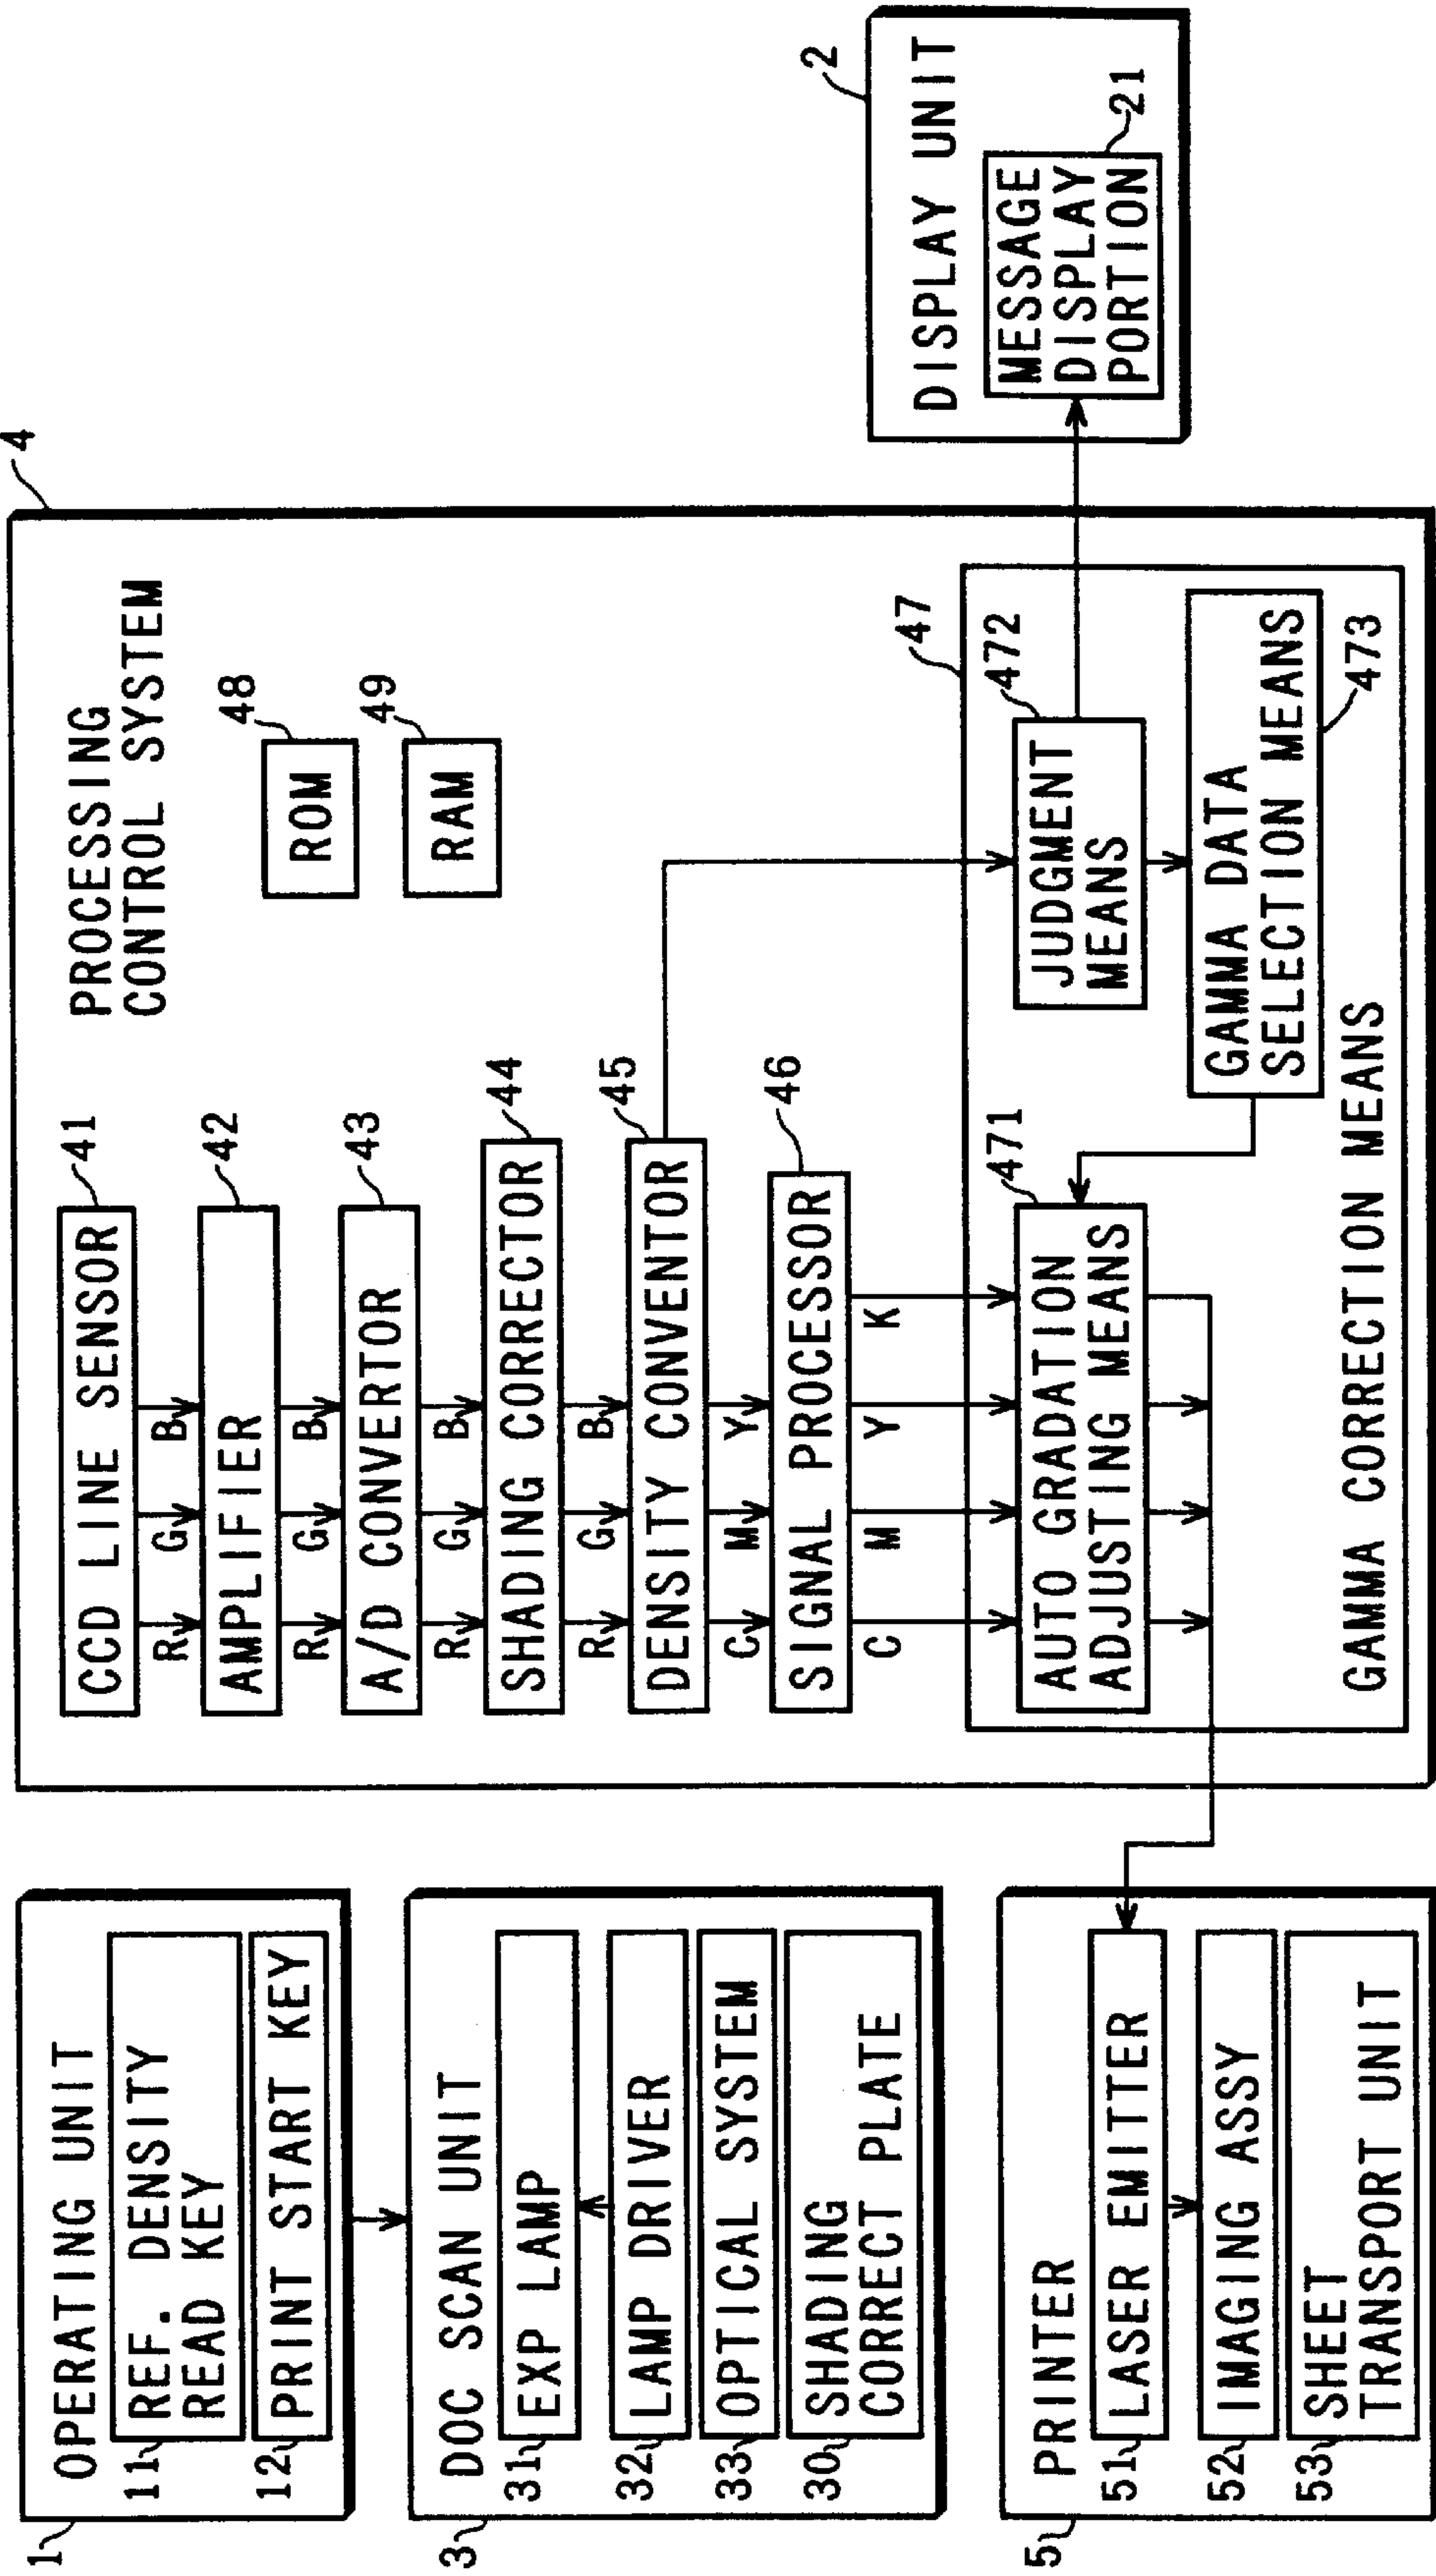 1
OPERATING UNIT
11
REF. DENSITY
READ KEY
12
PRINT START KEY
3
DOC SCAN UNIT
31
EXP LAMP
32
LAMP DRIVER
33
OPTICAL SYSTEM
30
SHADING
CORRECT PLATE
5
PRINTER
51
LASER EMITTER
52
IMAGING ASSY
53
SHEET
TRANSPORT UNIT
4
PROCESSING
CONTROL SYSTEM
CCD LINE SENSOR
41
R G B
AMPLIFIER
42
R G B
A/D CONVERTOR
43
R G B
SHADING CORRECTOR
44
R G B
DENSITY CONVENTOR
45
C M Y
SIGNAL PROCESSOR
46
C M Y K
ROM
48
RAM
49
47
AUTO GRADATION
ADJUSTING MEANS
471
JUDGMENT
MEANS
472
GAMMA DATA
SELECTION MEANS
473
GAMMA CORRECTION MEANS
2
DISPLAY UNIT
MESSAGE
DISPLAY
PORTION
21